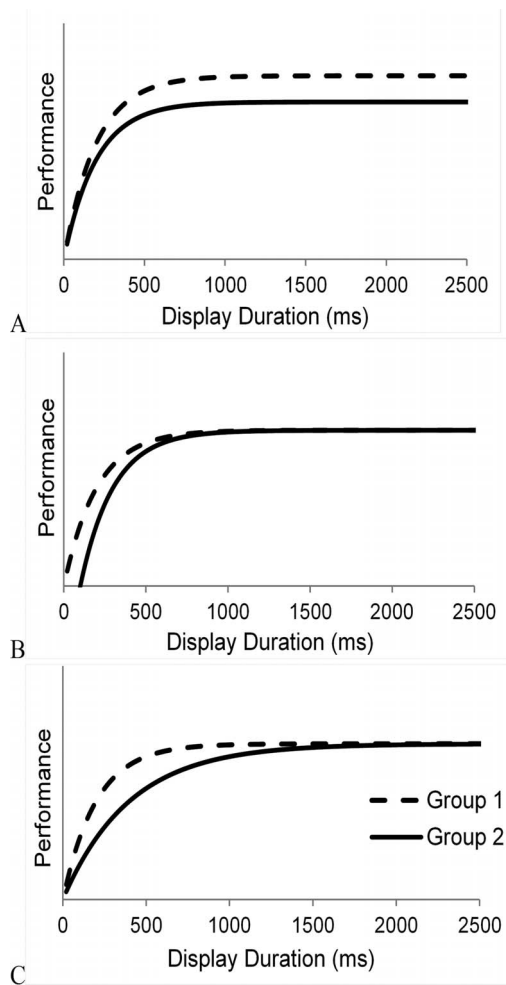 Performance
0 500 1000 1500 2000 2500
Display Duration (ms)
A
Performance
0 500 1000 1500 2000 2500
Display Duration (ms)
B
Performance
Group 1
Group 2
0 500 1000 1500 2000 2500
Display Duration (ms)
C